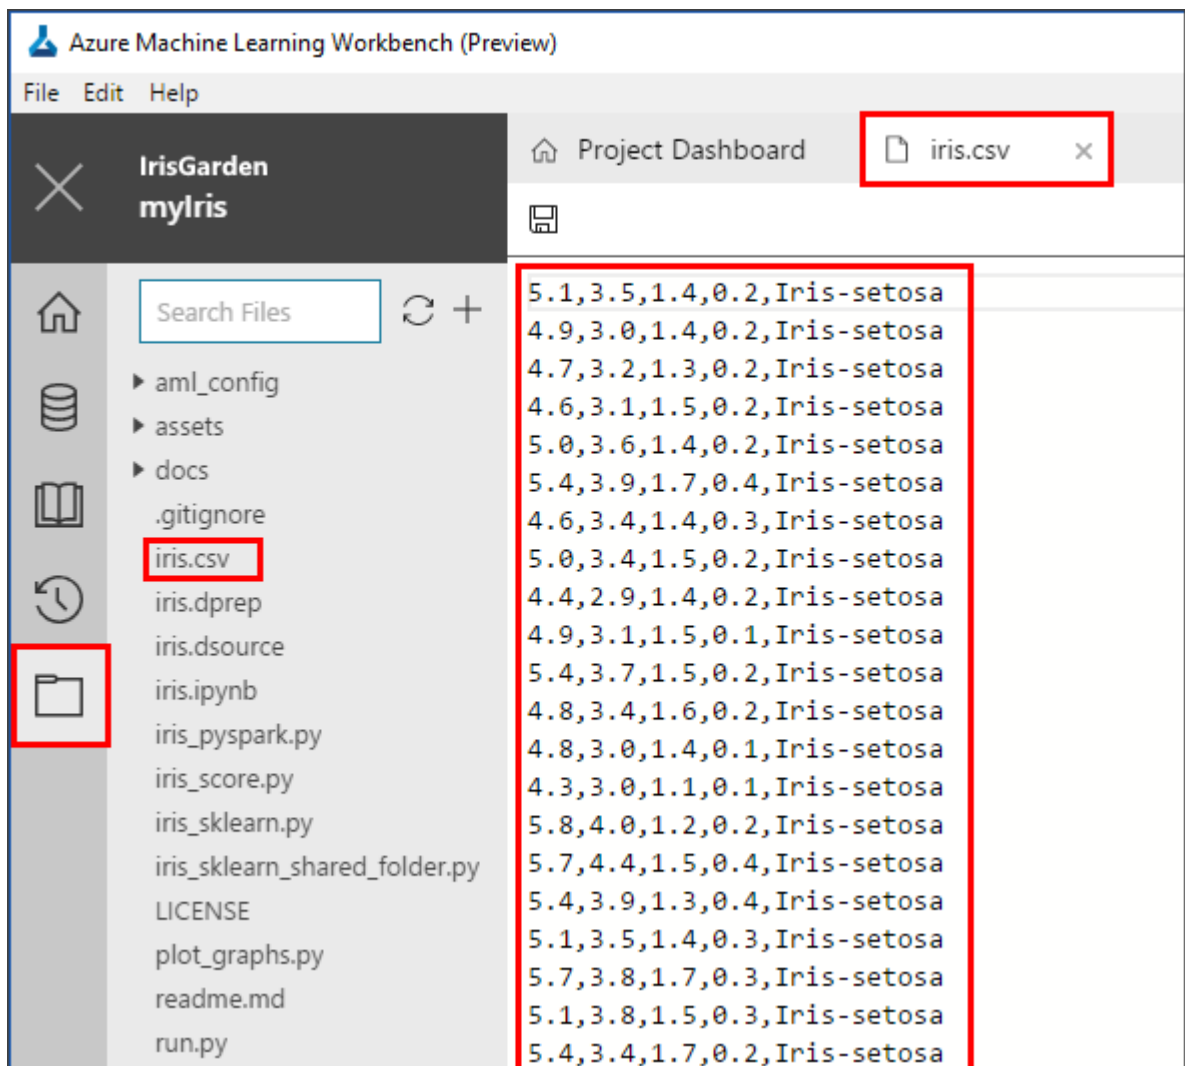 Azure Machine Learning Workbench (Preview)
File Edit Help
IrisGarden
myIris
Project Dashboard
iris.csv
Search Files
aml_config
assets
docs
.gitignore
iris.csv
iris.dprep
iris.dsource
iris.ipynb
iris_pyspark.py
iris_score.py
iris_sklearn.py
iris_sklearn_shared_folder.py
LICENSE
plot_graphs.py
readme.md
run.py
5.1,3.5,1.4,0.2,Iris-setosa
4.9,3.0,1.4,0.2,Iris-setosa
4.7,3.2,1.3,0.2,Iris-setosa
4.6,3.1,1.5,0.2,Iris-setosa
5.0,3.6,1.4,0.2,Iris-setosa
5.4,3.9,1.7,0.4,Iris-setosa
4.6,3.4,1.4,0.3,Iris-setosa
5.0,3.4,1.5,0.2,Iris-setosa
4.4,2.9,1.4,0.2,Iris-setosa
4.9,3.1,1.5,0.1,Iris-setosa
5.4,3.7,1.5,0.2,Iris-setosa
4.8,3.4,1.6,0.2,Iris-setosa
4.8,3.0,1.4,0.1,Iris-setosa
4.3,3.0,1.1,0.1,Iris-setosa
5.8,4.0,1.2,0.2,Iris-setosa
5.7,4.4,1.5,0.4,Iris-setosa
5.4,3.9,1.3,0.4,Iris-setosa
5.1,3.5,1.4,0.3,Iris-setosa
5.7,3.8,1.7,0.3,Iris-setosa
5.1,3.8,1.5,0.3,Iris-setosa
5.4,3.4,1.7,0.2,Iris-setosa